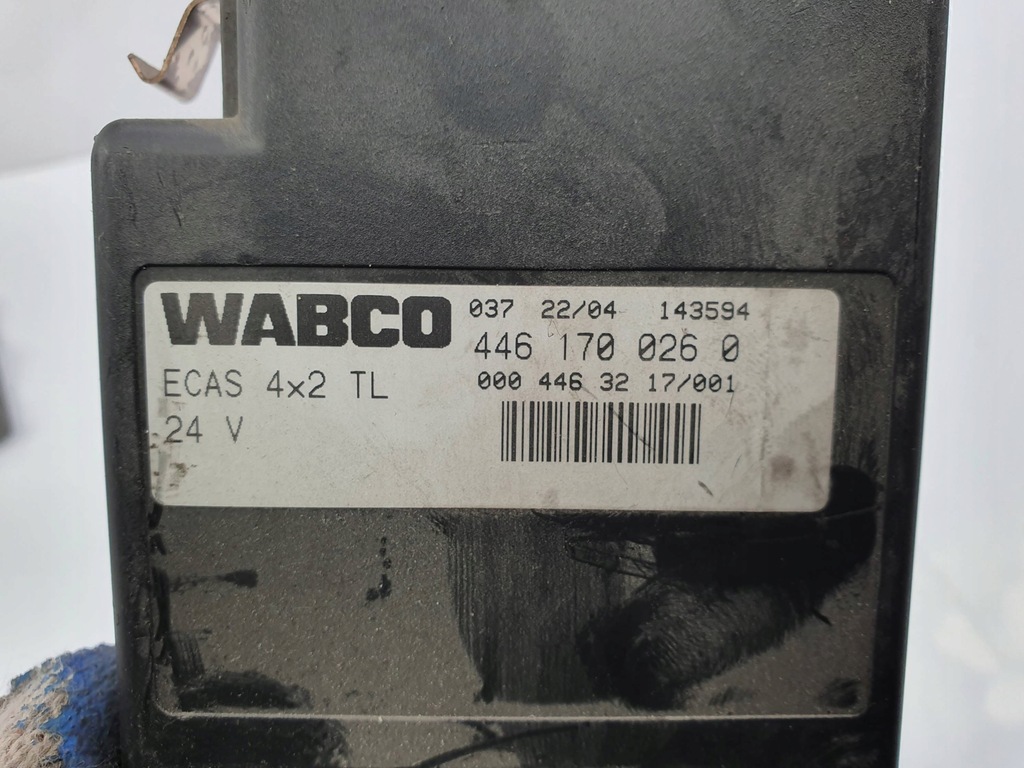 WABCO
037 22/04 143594
446 170 026 0
ECAS 4x2 TL
000 446 32 17/001
24 V